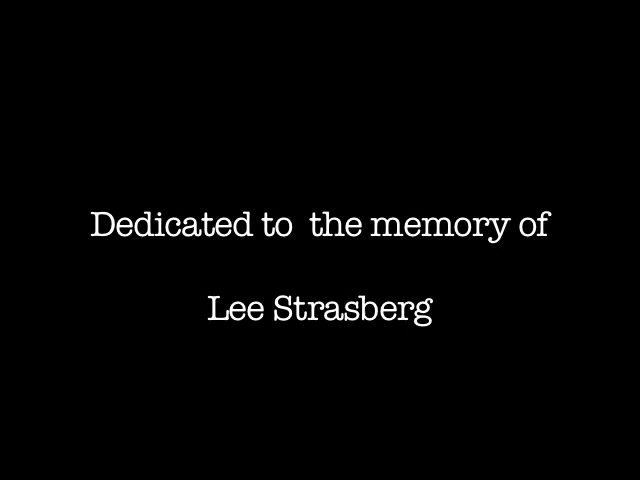 Dedicated to  the memory of
Lee Strasberg